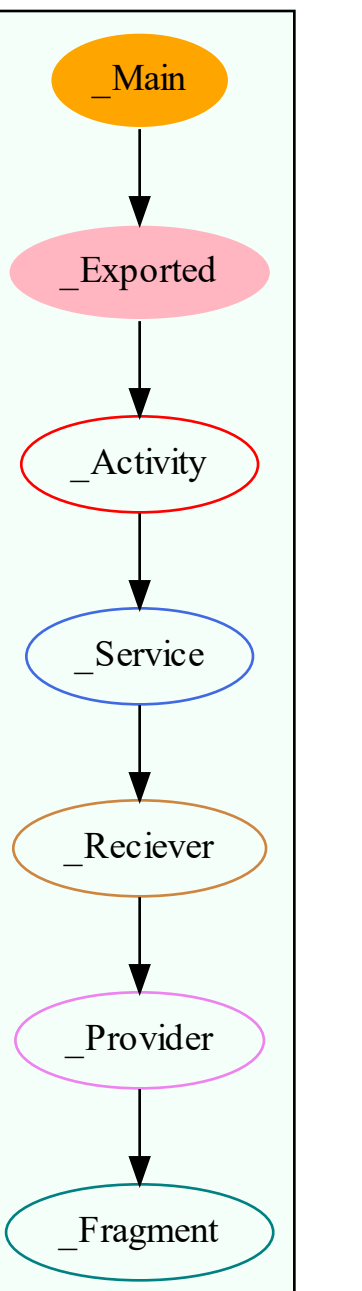 _Main
_Exported
_Activity
_Service
_Reciever
_Provider
_Fragment